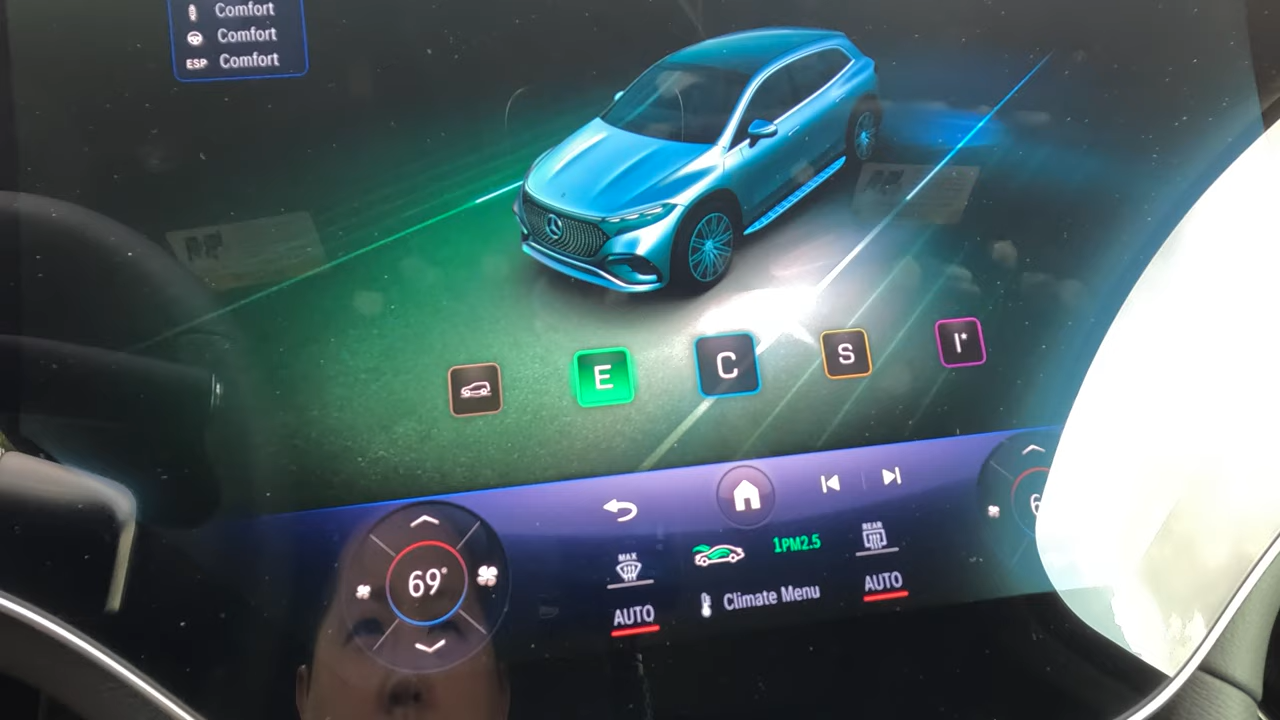 Comfort
Comfort
ESP Comfort
E
C
S
I*
69°
MAX
1PM2.5
REAR
AUTO
Climate Menu
AUTO